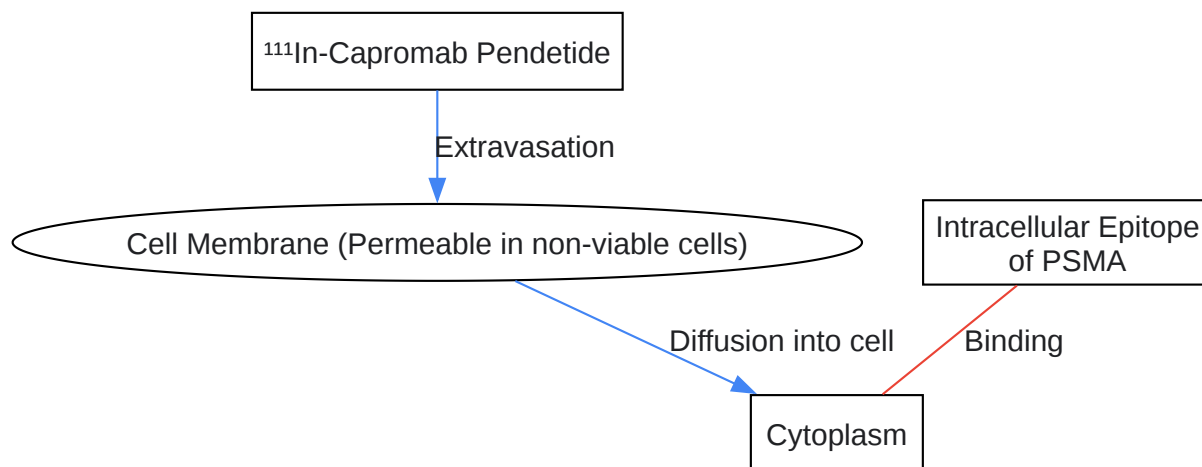 ¹¹¹In-Capromab Pendetide
Extravasation
Cell Membrane (Permeable in non-viable cells)
Intracellular Epitope
of PSMA
Diffusion into cell
Binding
Cytoplasm